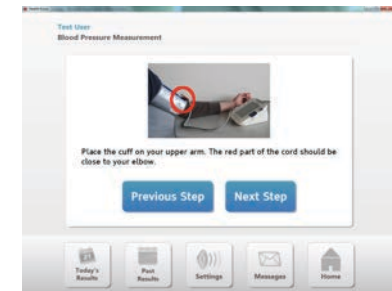 Test User
Blood Pressure Measurement
Place the cuff on your upper arm. The red part of the cord should be
close to your elbow.
Previous Step
Next Step
Today's
Results
Past
Results
Settings
Messages
Home